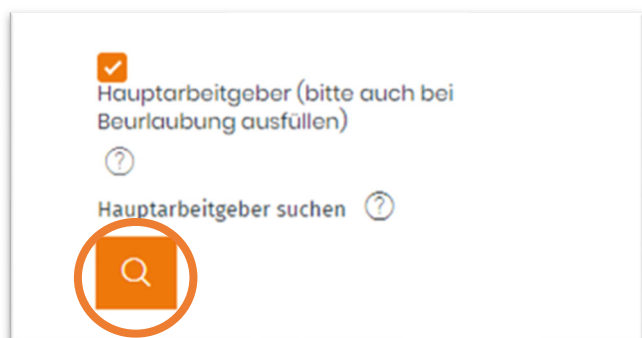 Hauptarbeitgeber (bitte auch bei
Beurlaubung ausfüllen)
?
Hauptarbeitgeber suchen ?